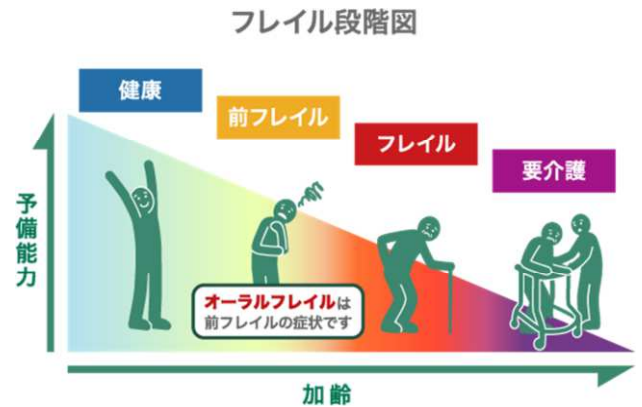 フレイル段階図
健康
前フレイル
フレイル
要介護
予備能力
オーラルフレイルは
前フレイルの症状です
加齢